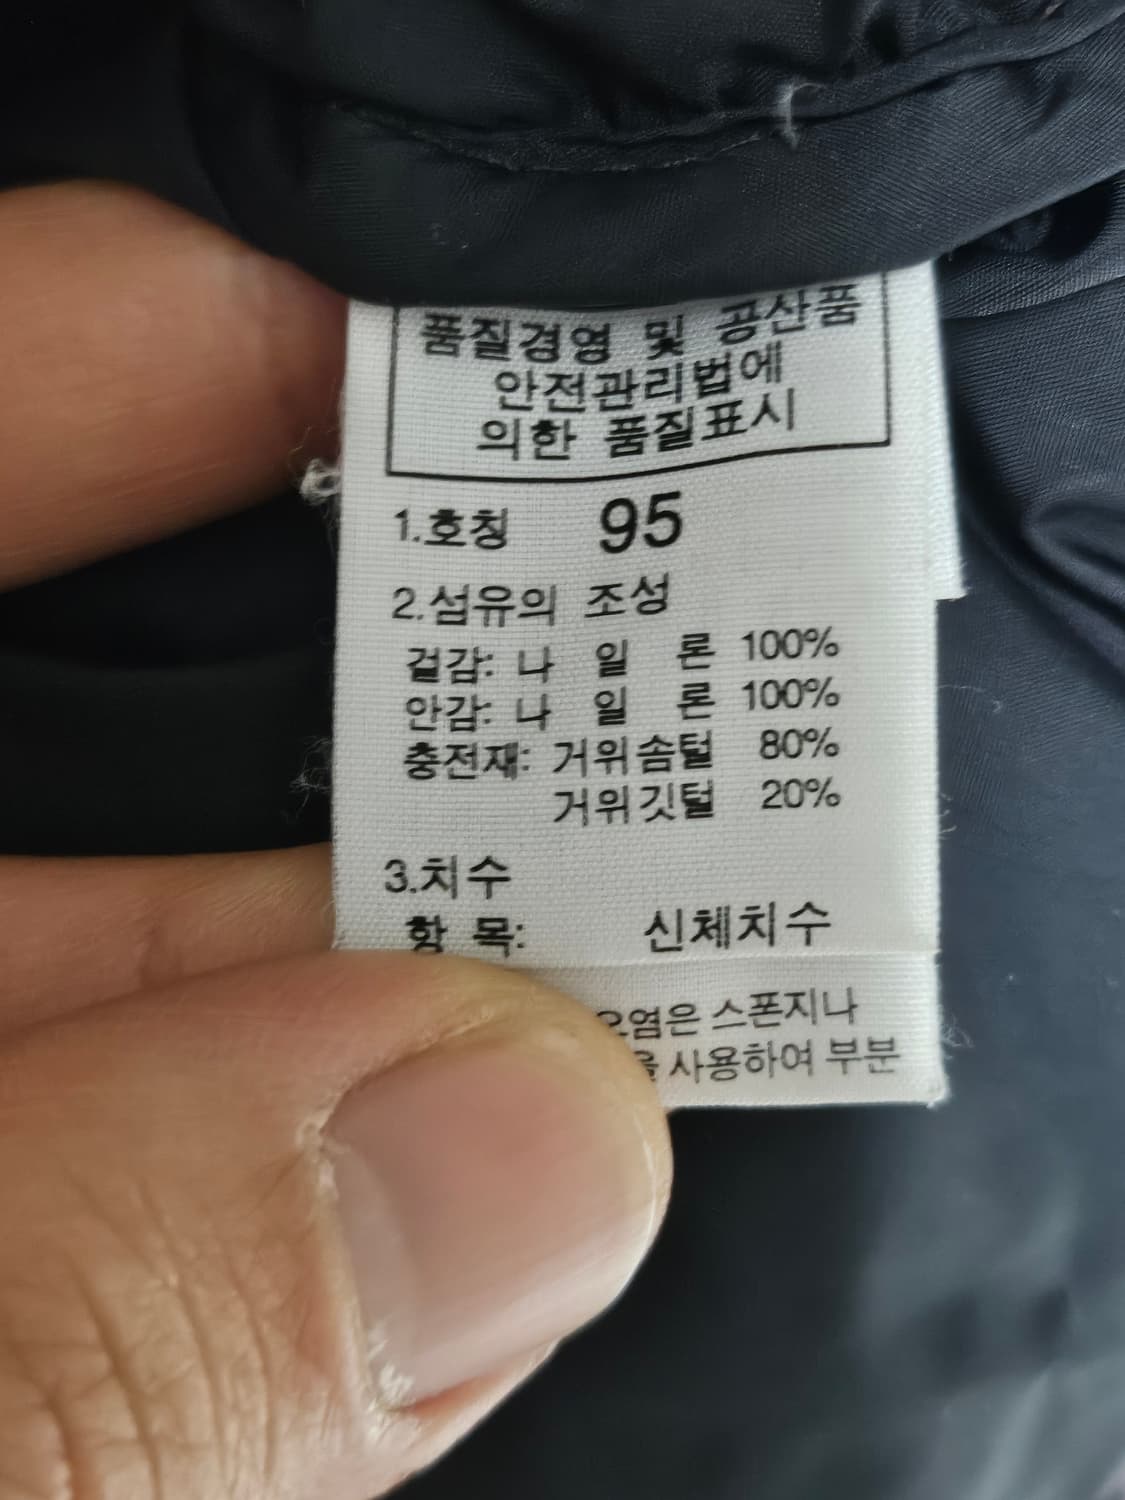 품질경영 및 공산품
안전관리법에
의한 품질표시
1.호칭 95
2.섬유의 조성
겉감: 나 일 론 100%
안감: 나 일 론 100%
충전재: 거위솜털 80%
거위깃털 20%
3.치수
항 목: 신체치수
오염은 스폰지나
사용하여 부분